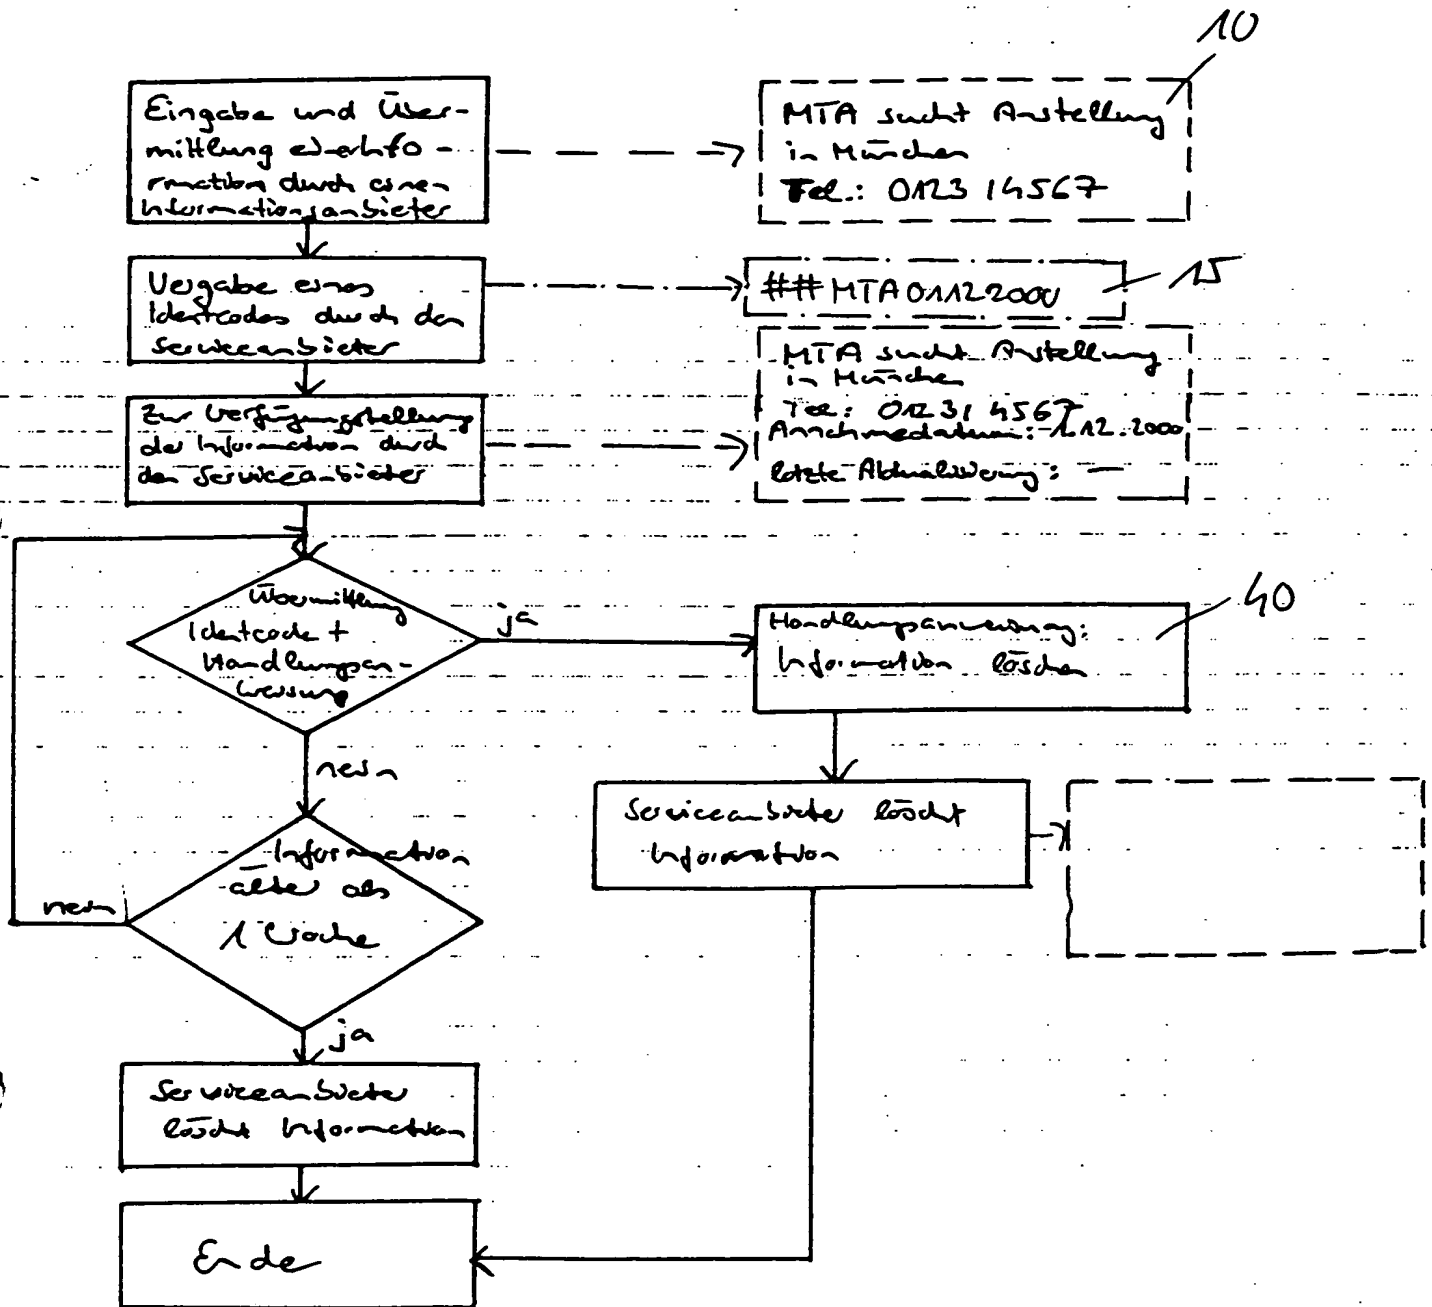 10
Eingabe und Über-
mittlung einer Info-
rmation durch einen
Informationsanbieter
MTA sucht Anstellung
in München
Tel.: 0123 / 4567
Vergabe eines
Identcodes durch den
Serviceanbieter
##MTA01122000
15
Zur Verfügungstellung
der Information durch
den Serviceanbieter
MTA sucht Anstellung
in München
Tel.: 0123 / 4567
Annahmedatum: 1.12.2000
letzte Aktualisierung: —
Übermittlung
Identcode +
Handlungsan-
weisung
ja
Handlungsanweisung:
Information löschen
40
nein
Serviceanbieter löscht
Information
Information
älter als
1 Woche
nein
ja
Serviceanbieter
löscht Information
Ende